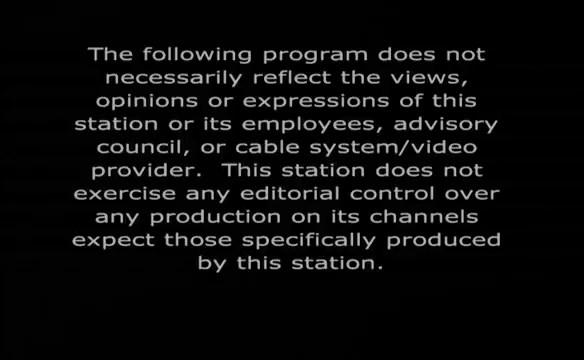 The following program does not
necessarily reflect the views,
opinions or expressions of this
station or its employees, advisory
council, or cable system/video
provider.  This station does not
exercise any editorial control over
any production on its channels
expect those specifically produced
by this station.